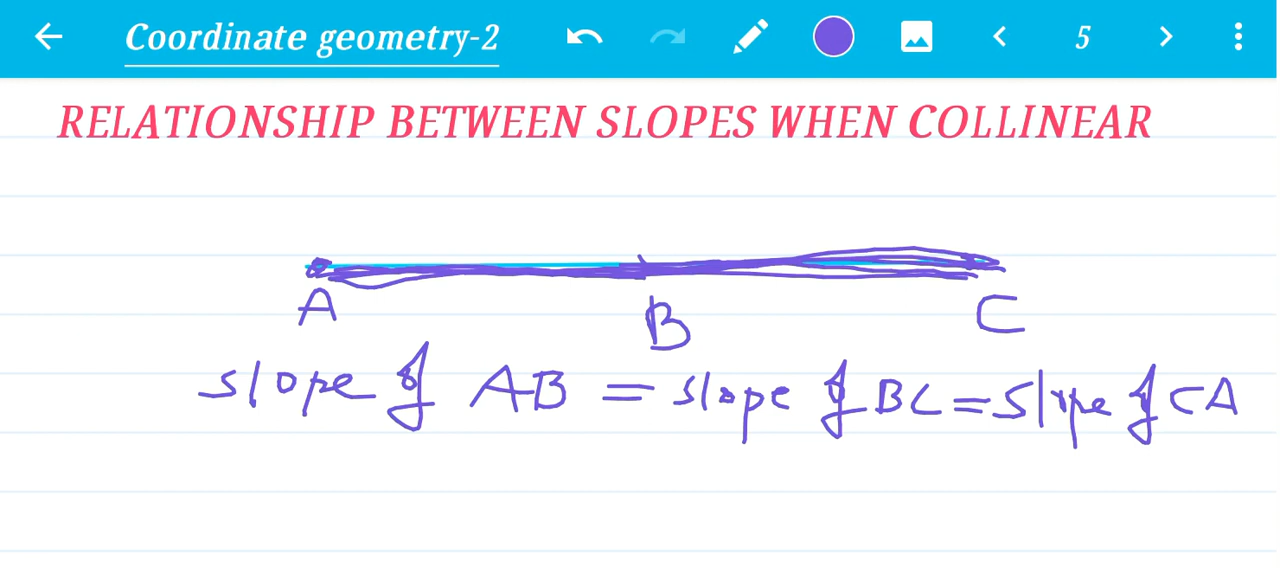 Coordinate geometry-2 5
RELATIONSHIP BETWEEN SLOPES WHEN COLLINEAR
A B C
slope of AB = slope of BC = slope of CA